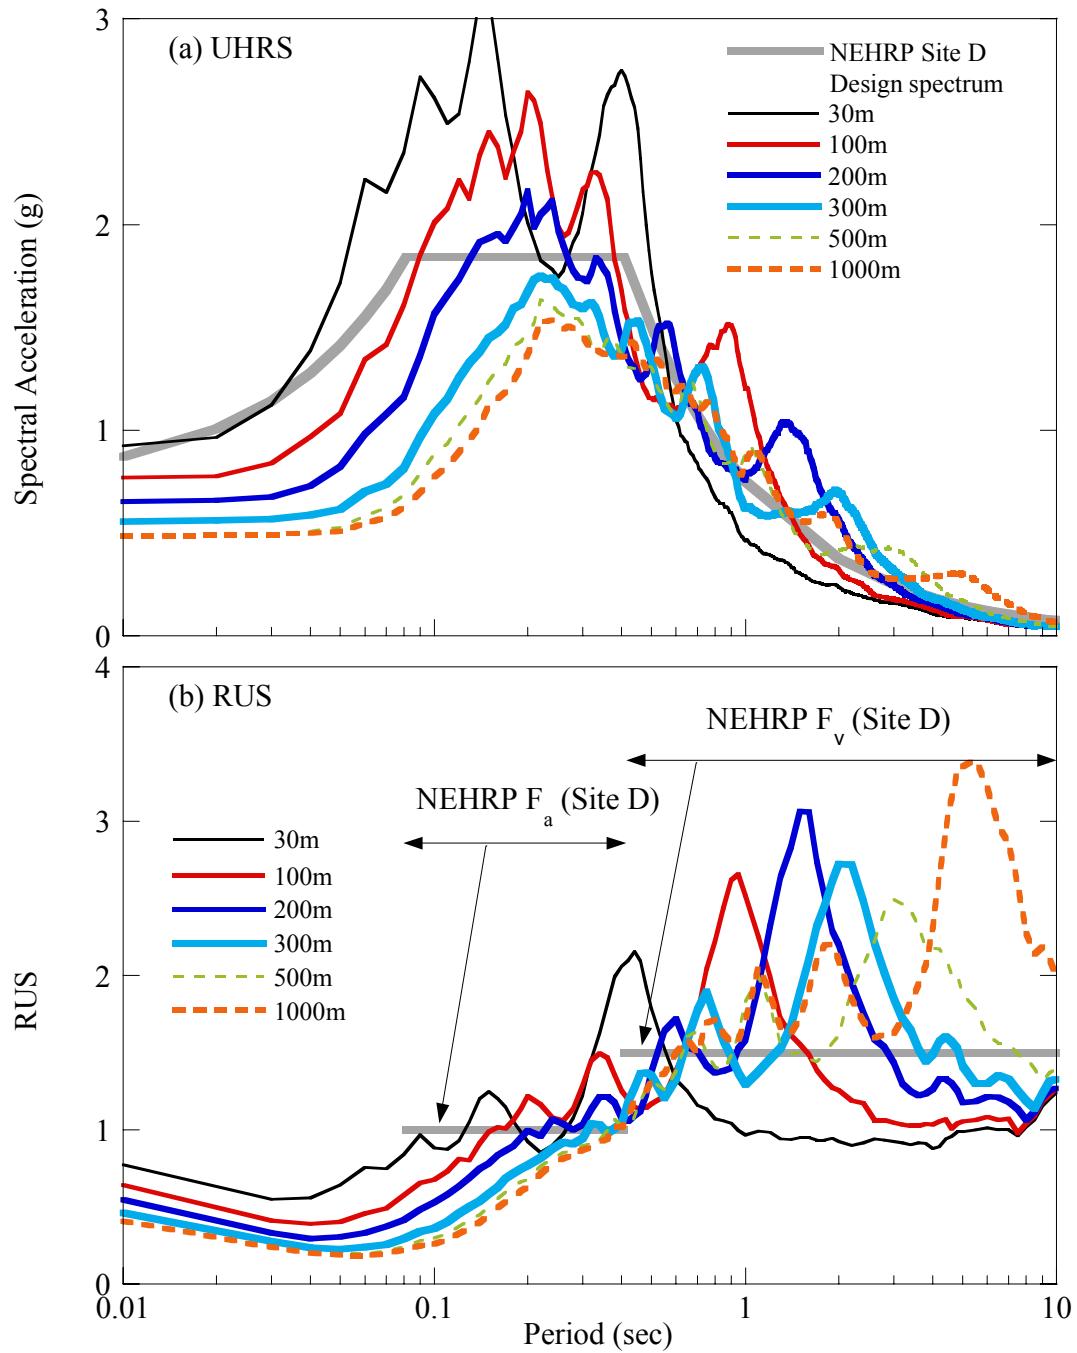 3
(a) UHRS
NEHRP Site D
Design spectrum
30m
100m
200m
300m
500m
1000m
2
1
0
Spectral Acceleration (g)
4
(b) RUS
NEHRP F v (Site D)
NEHRP F a (Site D)
3
30m
100m
200m
300m
500m
1000m
2
1
0
RUS
0.01
0.1
1
10
Period (sec)